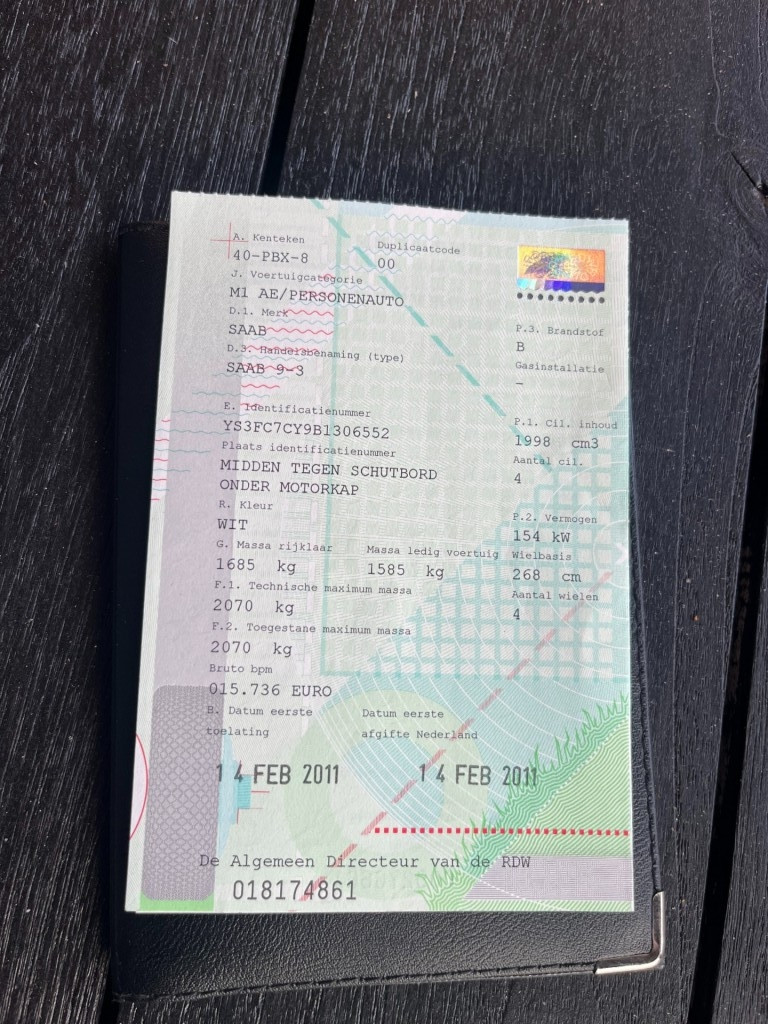 A. Kenteken Duplicaatcode
40-PBX-8 00
J. Voertuigcategorie
M1 AE/PERSONENAUTO
D.1. Merk P.3. Brandstof
SAAB B
D.3. Handelsbenaming (type) Gasinstallatie
SAAB 9-3 –
E. Identificatienummer P.1. Cil. inhoud
YS3FC7CY9B1306552 1998 cm3
Plaats identificatienummer Aantal cil.
MIDDEN TEGEN SCHUTBORD 4
ONDER MOTORKAP
R. Kleur P.2. Vermogen
WIT 154 kW
G. Massa rijklaar Massa ledig voertuig Wielbasis
1685 kg 1585 kg 268 cm
F.1. Technische maximum massa Aantal wielen
2070 kg 4
F.2. Toegestane maximum massa
2070 kg
Bruto bpm
015.736 EURO
B. Datum eerste Datum eerste
toelating afgifte Nederland
14 FEB 2011 14 FEB 2011
De Algemeen Directeur van de RDW
018174861